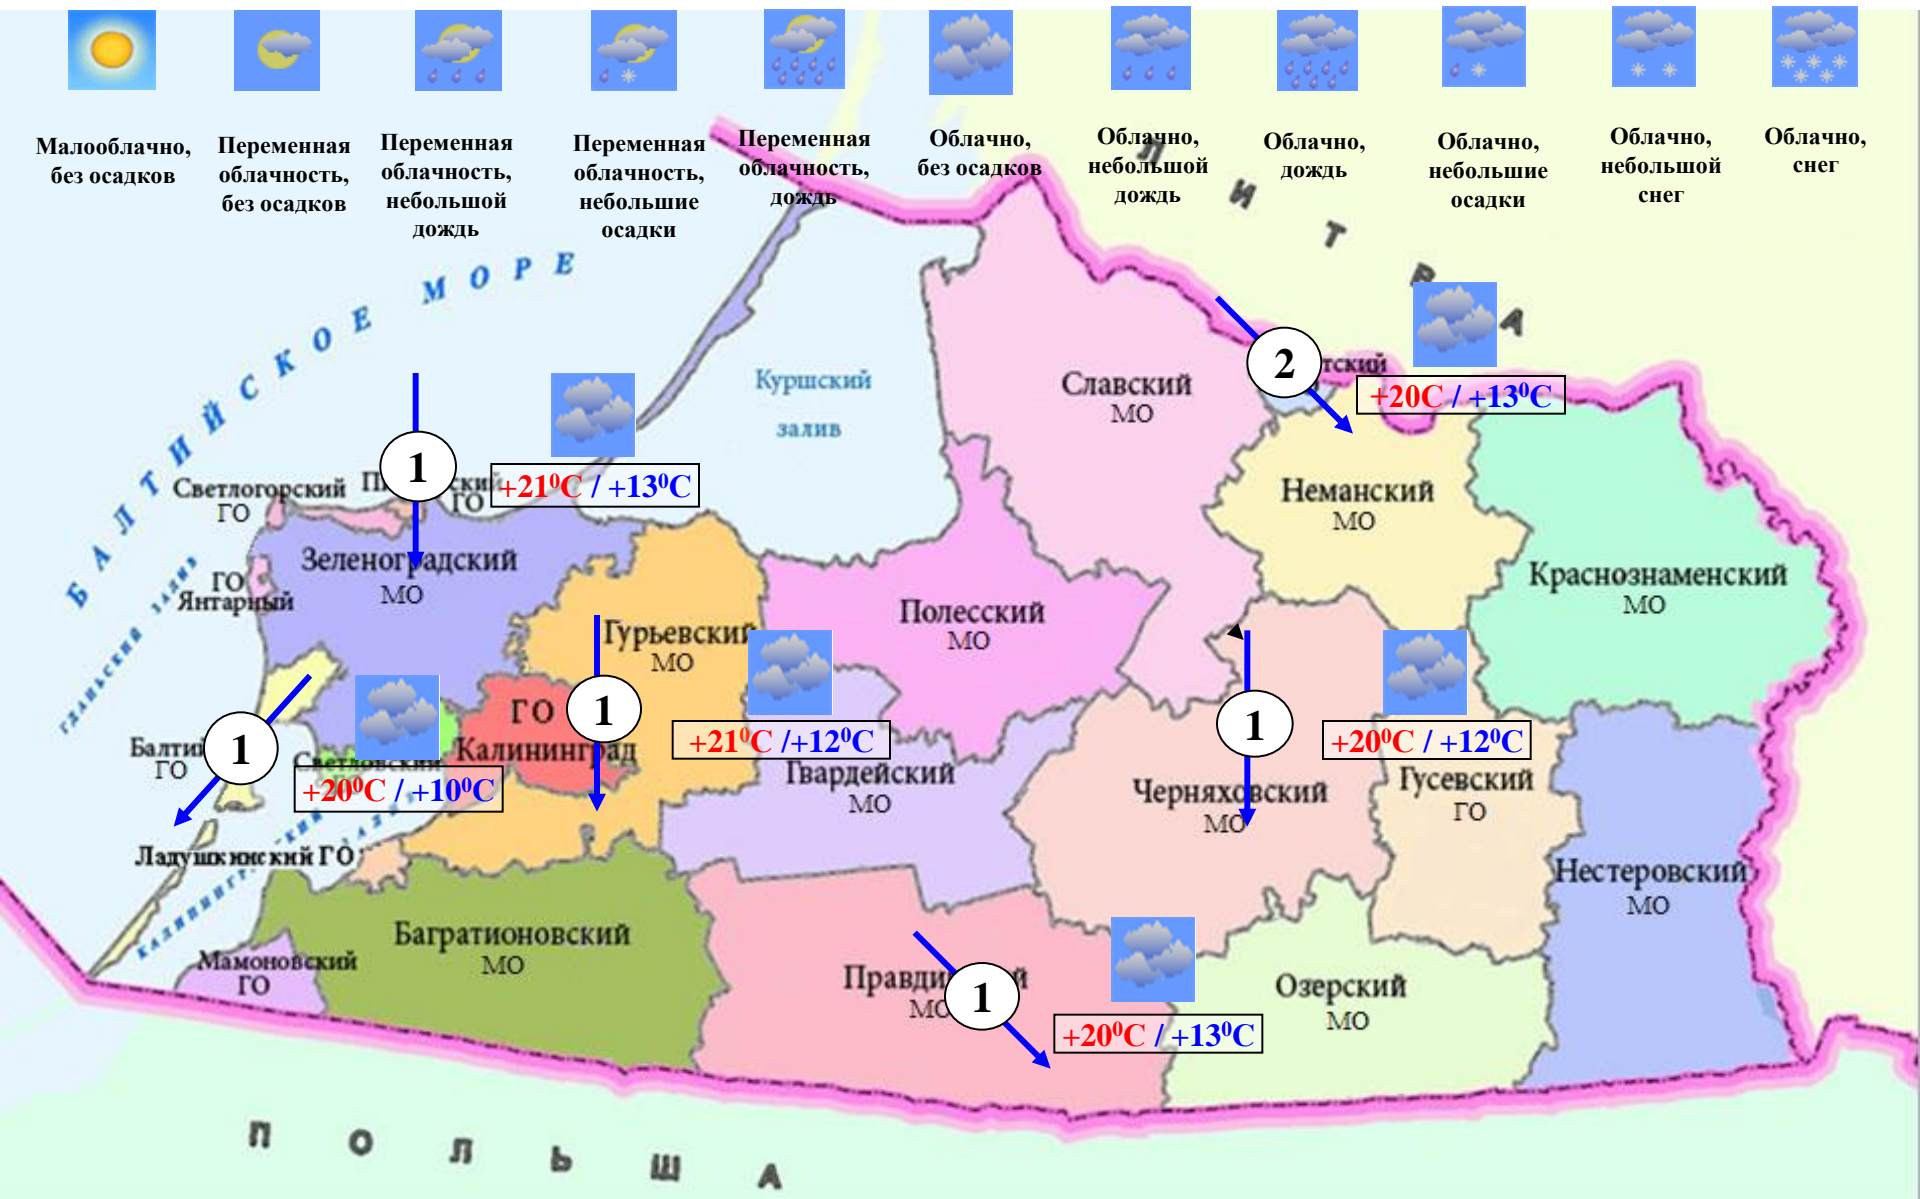 Малооблачно,
без осадков
Переменная
облачность,
без осадков
Переменная
облачность,
небольшой
дождь
Переменная
облачность,
небольшие
осадки
Переменная
облачность,
дождь
Облачно,
без осадков
Облачно,
небольшой
дождь
Облачно,
дождь
Облачно,
небольшие
осадки
Облачно,
небольшой
снег
Облачно,
снег
ЛИТВА
БАЛТИЙСКОЕ МОРЕ
Куршский
залив
Славский
МО
2
+20С / +13⁰С
1
+21⁰С / +13⁰С
Светлогорский
ГО
ГО
Неманский
МО
Краснознаменский
МО
Зеленоградский
МО
ГО
Янтарный
Гурьевский
МО
Полесский
МО
1
ГО
Калининград
1
+21⁰С /+12⁰С
1
+20⁰С / +12⁰С
ГО
Светловский
+20⁰С / +10⁰С
Гвардейский
МО
Черняховский
МО
Гусевский
ГО
Ладушкинский ГО
Нестеровский
МО
Багратионовский
МО
Мамоновский
ГО
МО
1
+20⁰С / +13⁰С
Озерский
МО
ПОЛЬША